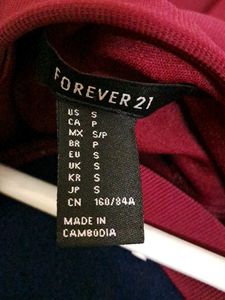 FOREVER 21
US S
CA P
MX S/P
BR P
EU S
UK S
KR S
JP S
CN 160/84A
MADE IN
CAMBODIA